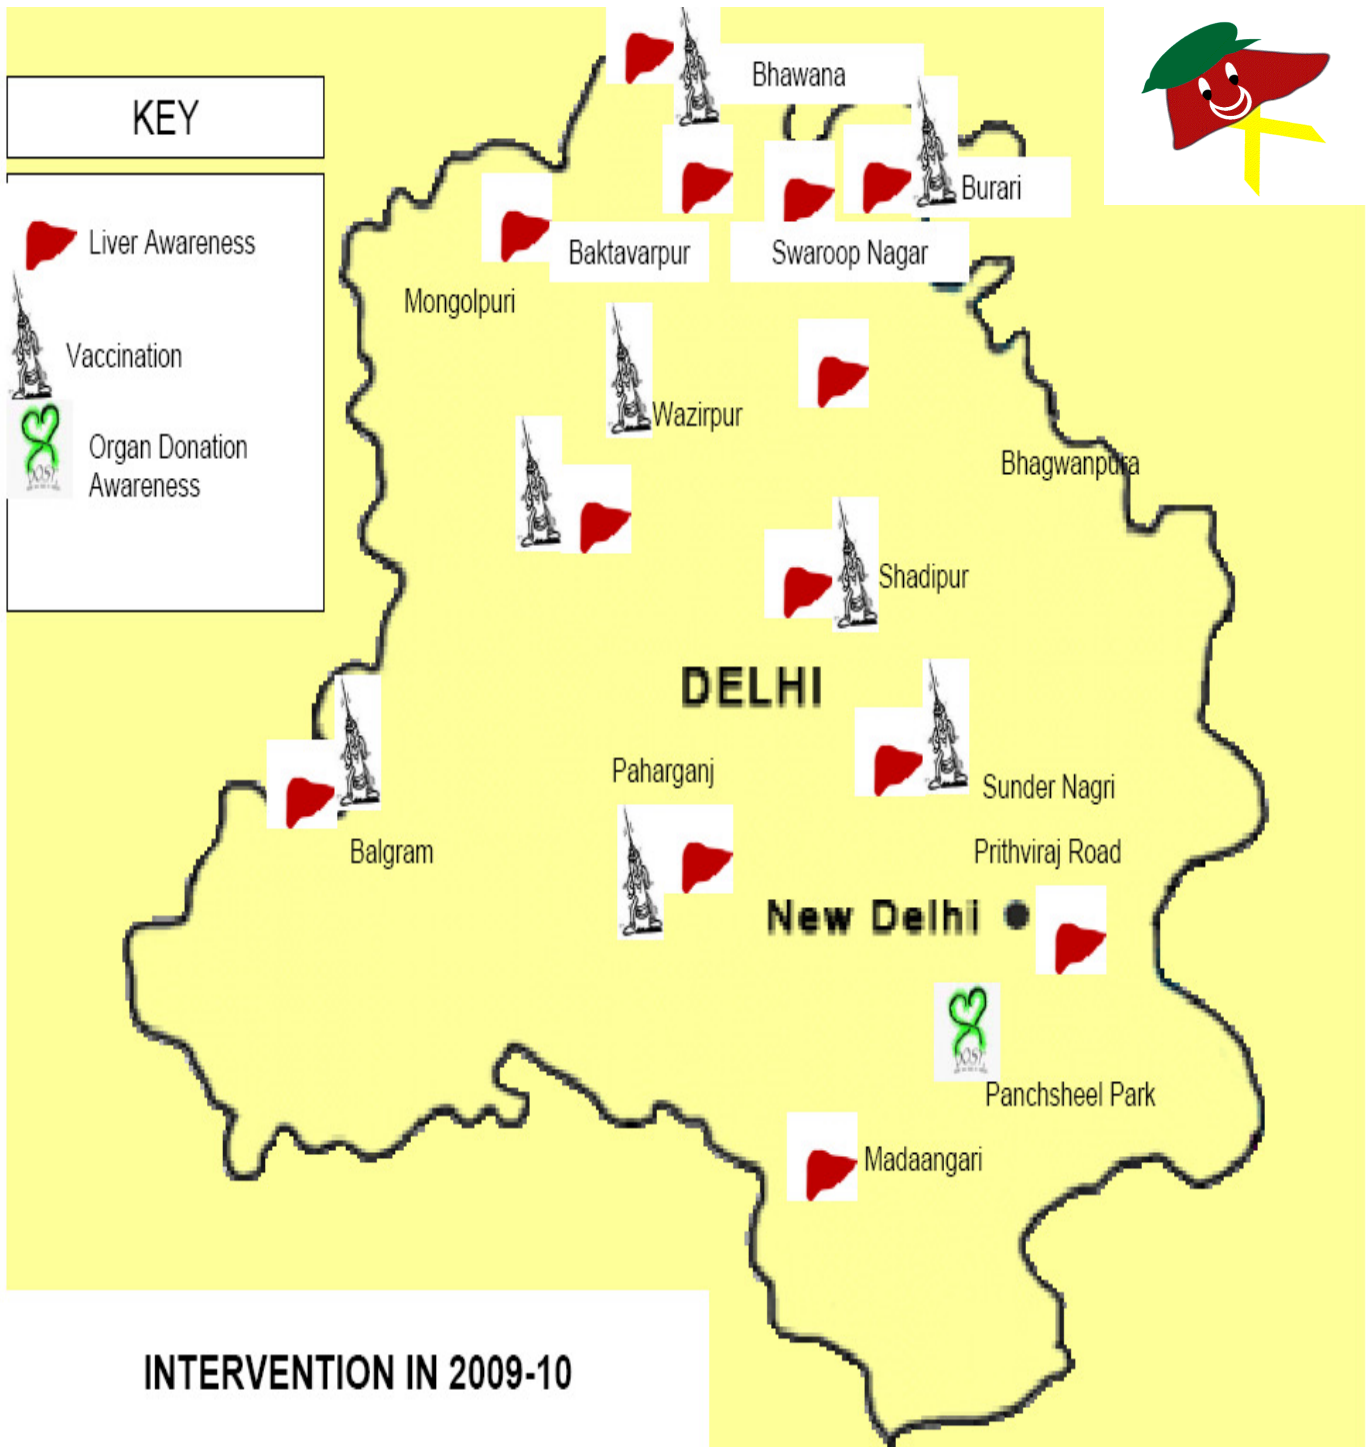 KEY
Liver Awareness
Vaccination
Organ Donation
Awareness
Bhawana
Burari
Baktavarpur
Swaroop Nagar
Mongolpuri
Wazirpur
Bhagwanpura
Shadipur
DELHI
Paharganj
Sunder Nagri
Balgram
Prithviraj Road
New Delhi
Panchsheel Park
Madaangari
INTERVENTION IN 2009-10